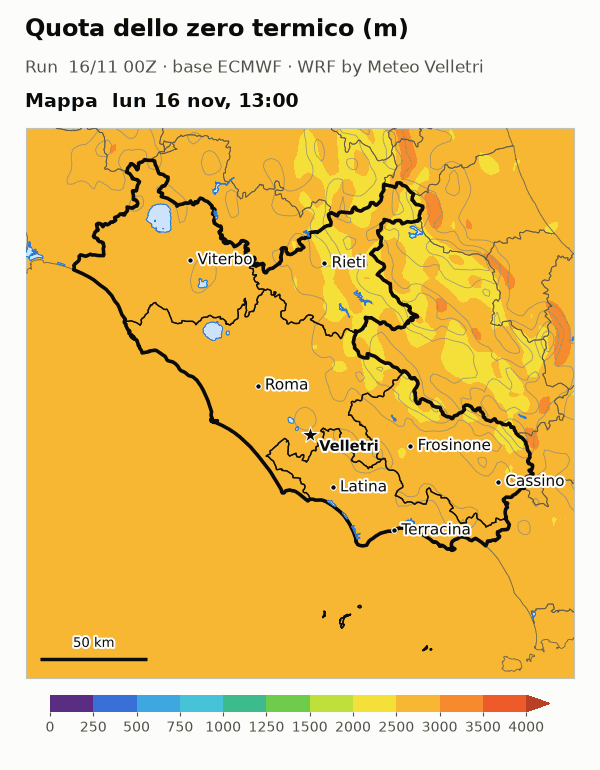 Quota dello zero termico (m)
Run  16/11 00Z · base ECMWF · WRF by Meteo Velletri
Mappa  lun 16 nov, 13:00
Viterbo
Rieti
Roma
Velletri
Frosinone
Cassino
Latina
Terracina
50 km
0 250 500 750 1000 1250 1500 2000 2500 3000 3500 4000